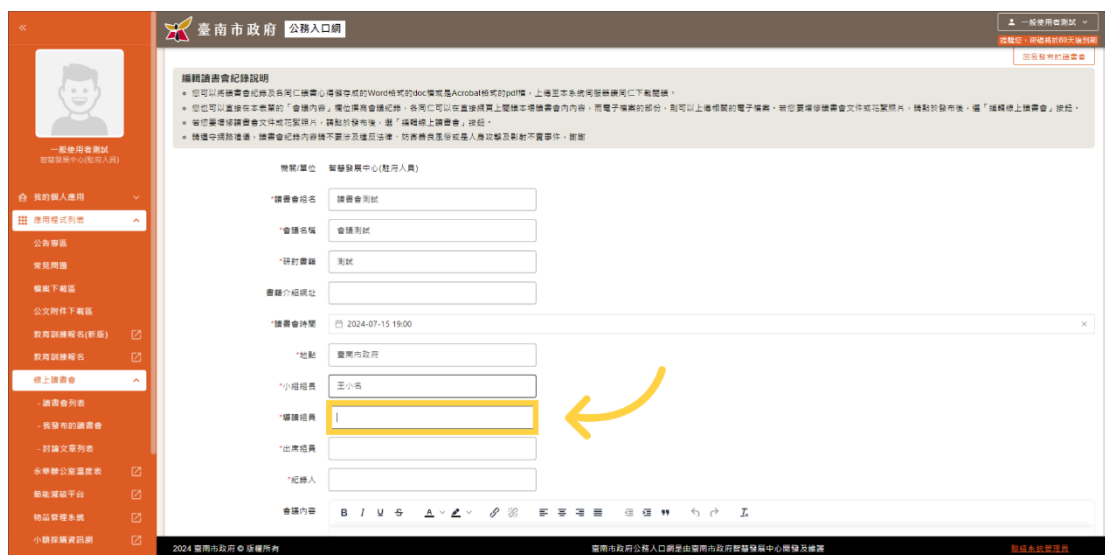 臺南市政府 公務入口網
一般使用者測試
提醒您，密碼將於80天後到期
回我發布的讀書會
一般使用者測試
智慧發展中心(駐府人員)
我的個人應用
應用程式列表
公告專區
常見問題
檔案下載區
公文附件下載區
教育訓練報名(新版)
教育訓練報名
線上讀書會
- 讀書會列表
- 我發布的讀書會
- 討論文章列表
永華辦公室溫度表
節能減碳平台
物品管理系統
小額採購資訊網
編輯讀書會紀錄說明
您可以將讀書會紀錄及各同仁讀書心得儲存成的Word格式的doc檔或是Acrobat格式的pdf檔，上傳至本系統伺服器讓同仁下載閱讀。
您也可以直接在本表單的「會議內容」欄位撰寫會議紀錄，各同仁可以在直接網頁上閱讀本場讀書會內容，而電子檔案的部份，則可以上傳相關的電子檔案。若您要增修讀書會文件或花絮照片，請點於發布後，選「編輯線上讀書會」按鈕。
若您要增修讀書會文件或花絮照片，請點於發布後，選「編輯線上讀書會」按鈕。
請遵守網路禮儀，讀書會紀錄內容請不要涉及違反法律、妨害善良風俗或是人身攻擊及影射不實事件，謝謝
機關/單位 智慧發展中心(駐府人員)
*讀書會組名 讀書會測試
*會議名稱 會議測試
*研討書籍 測試
書籍介紹網址
*讀書會時間 2024-07-15 19:00
*地點 臺南市政府
*小組組長 王小名
*導讀組員
*出席組員
*紀錄人
會議內容 B I U S A
2024 臺南市政府 © 版權所有
臺南市政府公務入口網是由臺南市政府智慧發展中心開發及維護
聯絡系統管理員